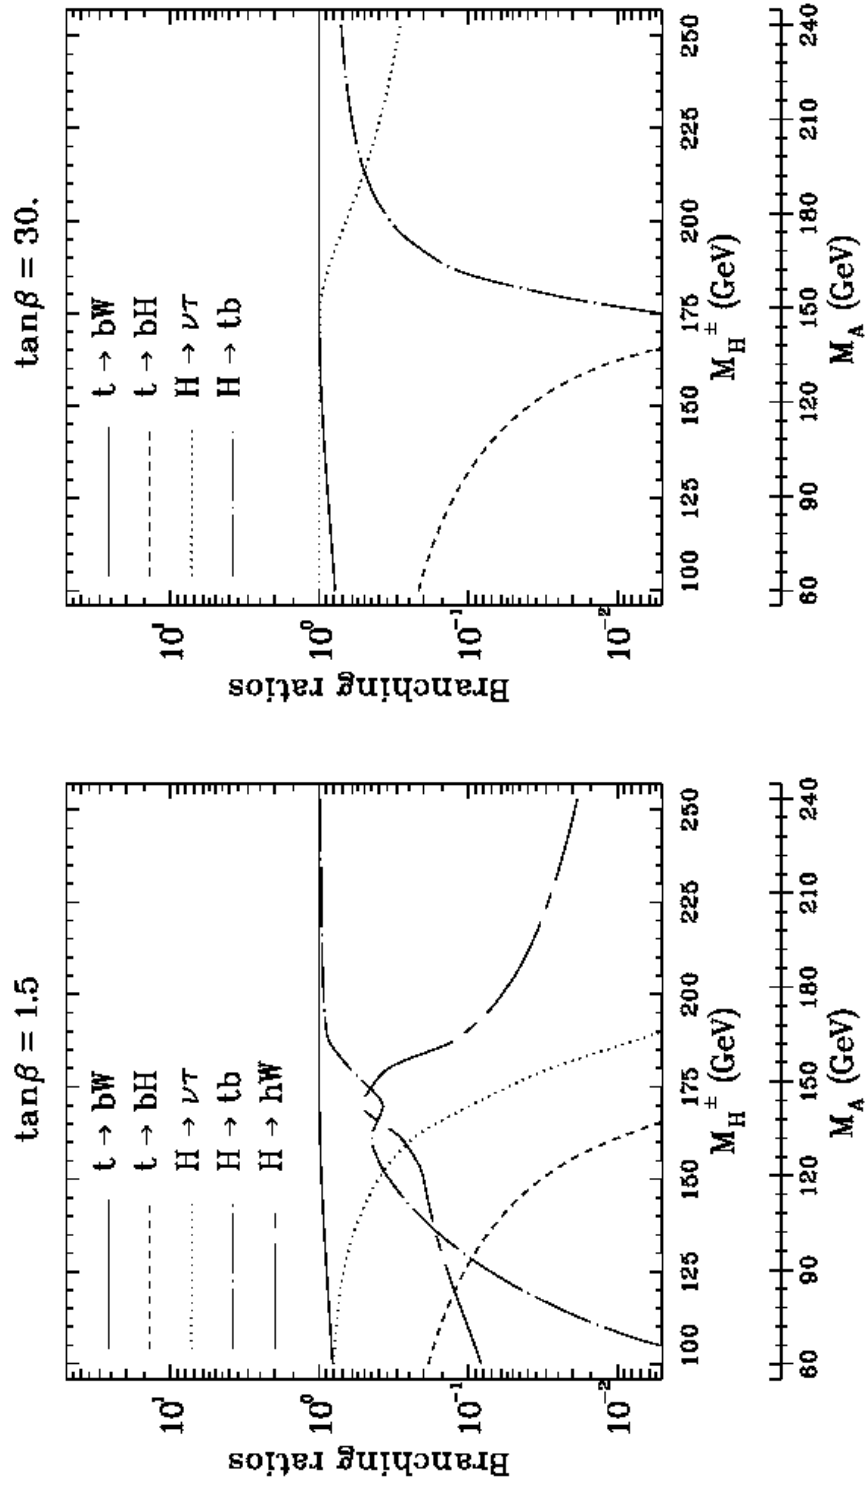 tanβ = 1.5
t → bW
t → bH
H → ντ
H → tb
H → hW
Branching ratios
10¹
10⁰
10⁻¹
10⁻²
100 125 150 175 200 225 250
M_H± (GeV)
60 90 120 150 180 210 240
M_A (GeV)
tanβ = 30.
t → bW
t → bH
H → ντ
H → tb
Branching ratios
10¹
10⁰
10⁻¹
10⁻²
100 125 150 175 200 225 250
M_H± (GeV)
60 90 120 150 180 210 240
M_A (GeV)